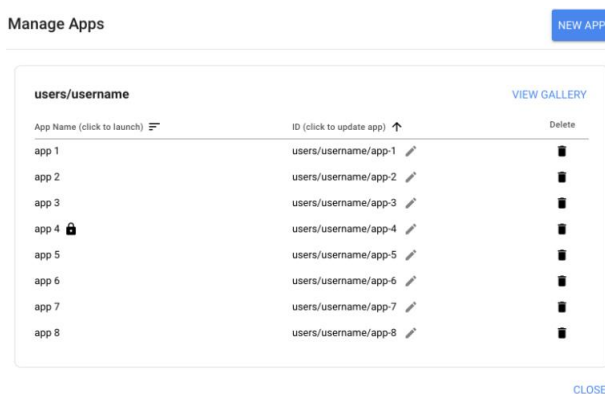 Manage Apps
NEW APP
users/username
VIEW GALLERY
App Name (click to launch) ID (click to update app) Delete
app 1 users/username/app-1
app 2 users/username/app-2
app 3 users/username/app-3
app 4 users/username/app-4
app 5 users/username/app-5
app 6 users/username/app-6
app 7 users/username/app-7
app 8 users/username/app-8
CLOSE